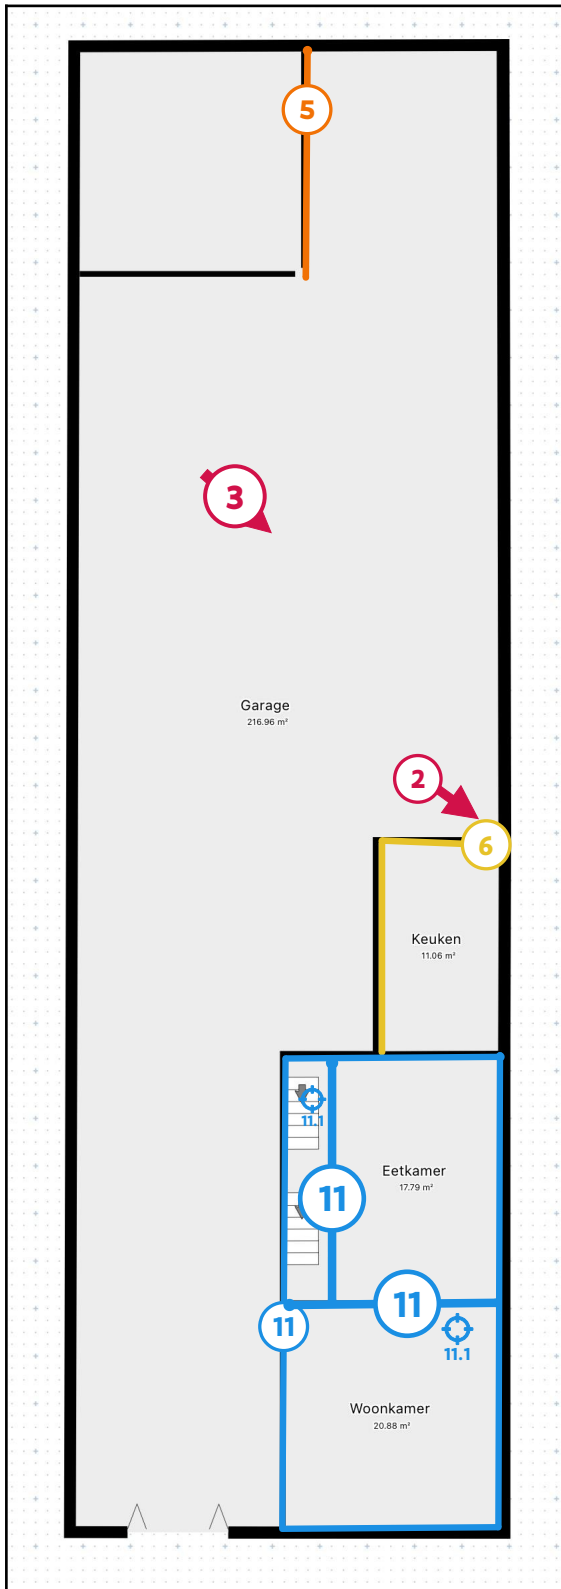 5
3
Garage
216.96 m²
2
6
Keuken
11.06 m²
11.1
Eetkamer
17.79 m²
11
11
11
11.1
Woonkamer
20.88 m²